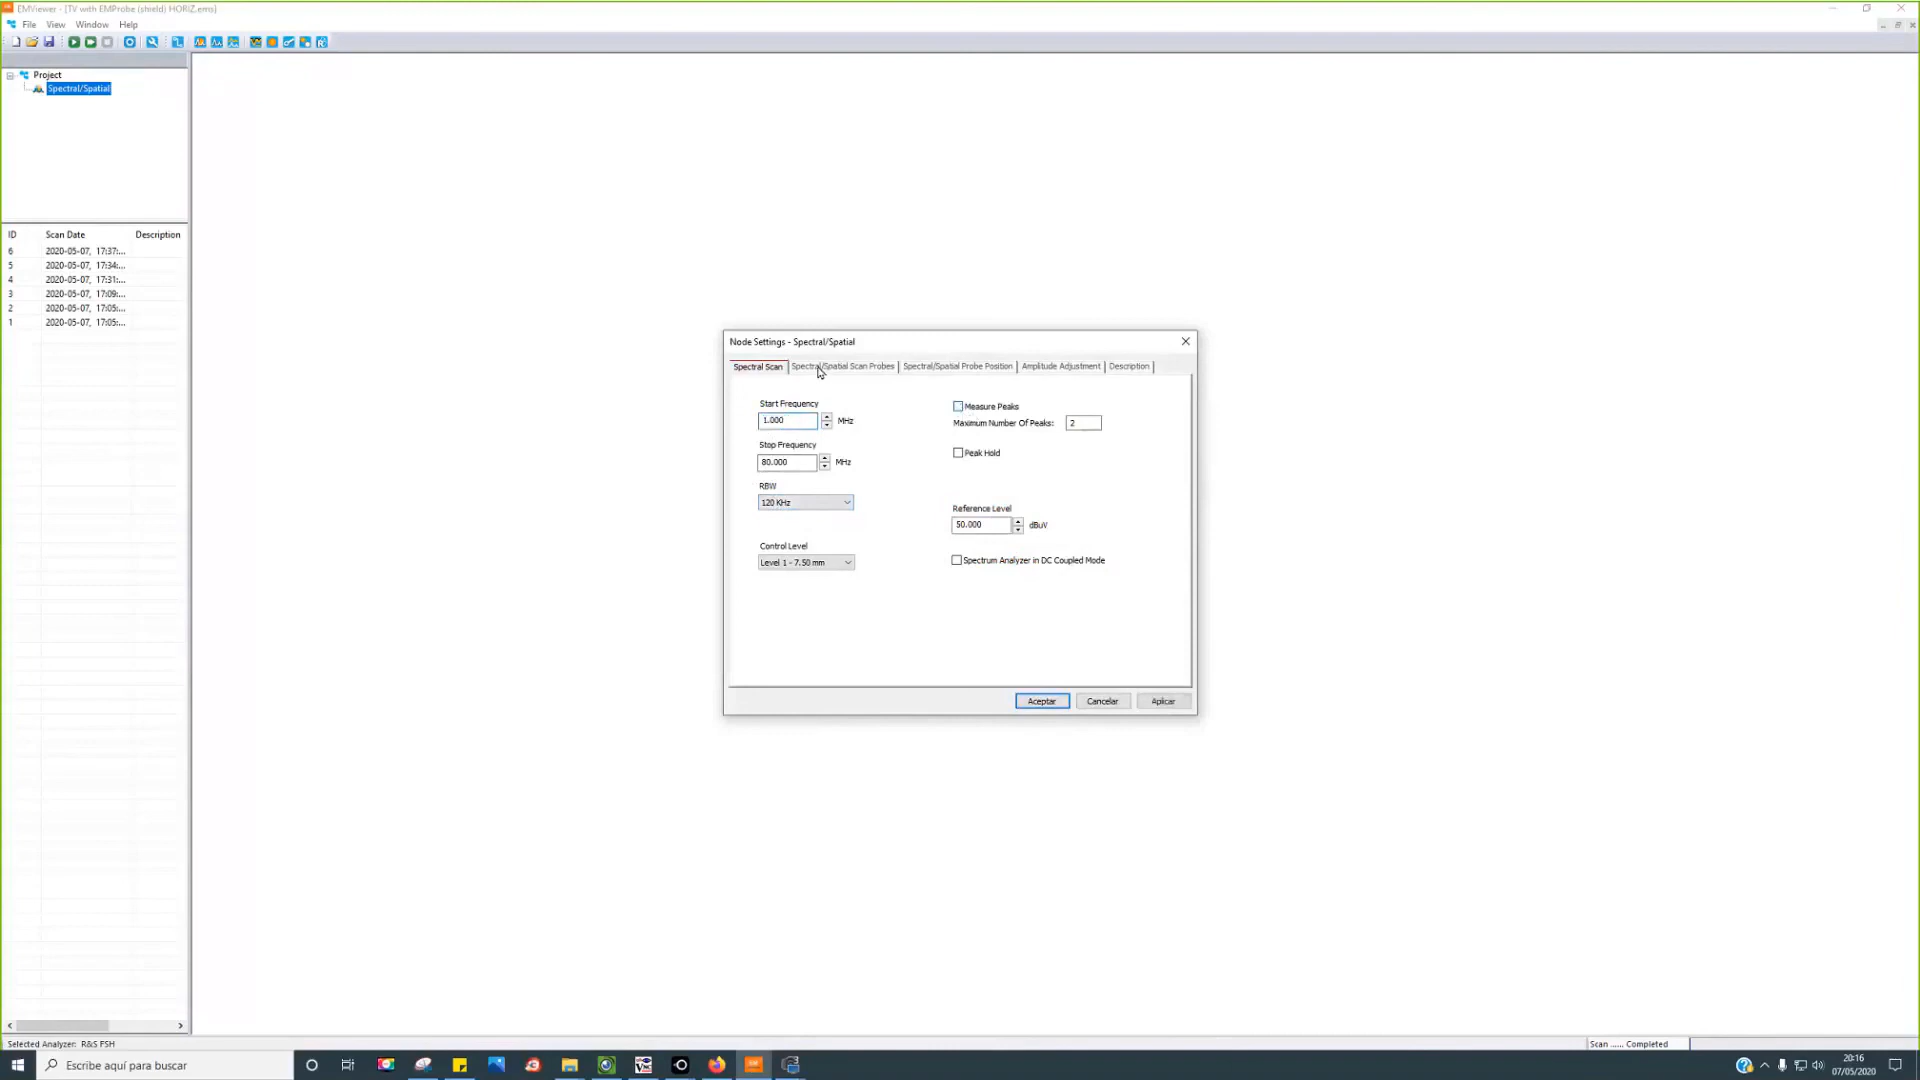 EMViewer - [TV with EMProbe (shield) HORIZ.ems]
File View Window Help
Project
Spectral/Spatial
ID Scan Date Description
6 2020-05-07, 17:37:...
5 2020-05-07, 17:34:...
4 2020-05-07, 17:31:...
3 2020-05-07, 17:09:...
2 2020-05-07, 17:05:...
1 2020-05-07, 17:05:...
Node Settings - Spectral/Spatial
Spectral Scan Spectral/Spatial Scan Probes Spectral/Spatial Probe Position Amplitude Adjustment Description
Start Frequency
1.000 MHz
Stop Frequency
80.000 MHz
RBW
120 KHz
Control Level
Level 1 - 7.50 mm
Measure Peaks
Maximum Number Of Peaks: 2
Peak Hold
Reference Level
50.000 dBuV
Spectrum Analyzer in DC Coupled Mode
Aceptar Cancelar Aplicar
Selected Analyzer: R&S FSH
Scan ...... Completed
Escribe aquí para buscar
20:16
07/05/2020